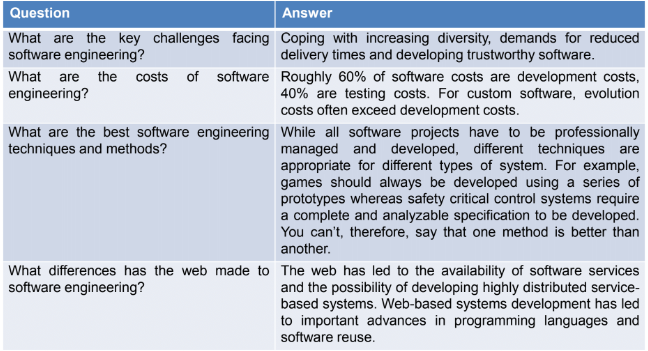 Question
Answer
What are the key challenges facing
software engineering?
Coping with increasing diversity, demands for reduced
delivery times and developing trustworthy software.
What are the costs of software
engineering?
Roughly 60% of software costs are development costs,
40% are testing costs. For custom software, evolution
costs often exceed development costs.
What are the best software engineering
techniques and methods?
While all software projects have to be professionally
managed and developed, different techniques are
appropriate for different types of system. For example,
games should always be developed using a series of
prototypes whereas safety critical control systems require
a complete and analyzable specification to be developed.
You can't, therefore, say that one method is better than
another.
What differences has the web made to
software engineering?
The web has led to the availability of software services
and the possibility of developing highly distributed service-
based systems. Web-based systems development has led
to important advances in programming languages and
software reuse.